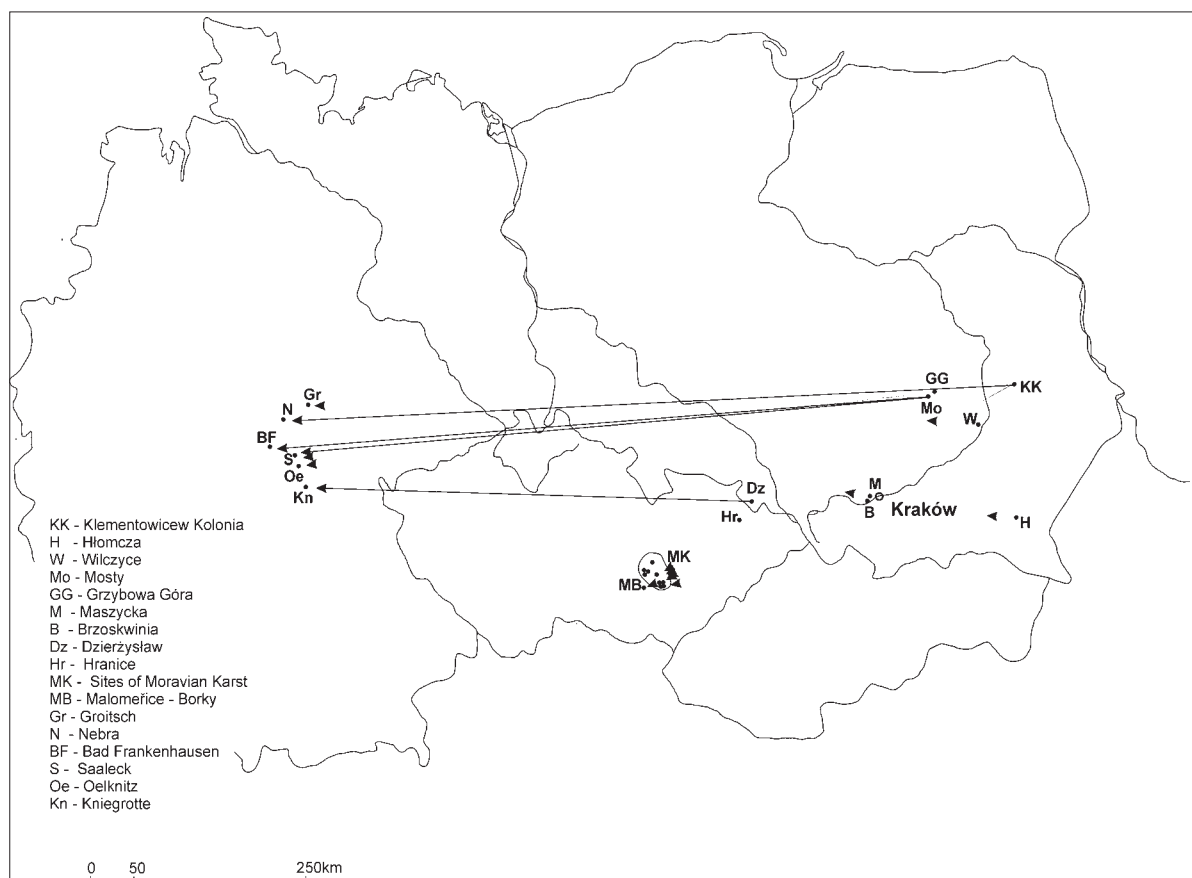 GG
KK
Gr
N
Mo
W
BF
S
Oe
Kn
Dz
M
Hr
B
Kraków
H
MK
MB
KK - Klementowicew Kolonia
H - Hłomcza
W - Wilczyce
Mo - Mosty
GG - Grzybowa Góra
M - Maszycka
B - Brzoskwinia
Dz - Dzierżysław
Hr - Hranice
MK - Sites of Moravian Karst
MB - Malomeřice - Borky
Gr - Groitsch
N - Nebra
BF - Bad Frankenhausen
S - Saaleck
Oe - Oelknitz
Kn - Kniegrotte
0 50 250km